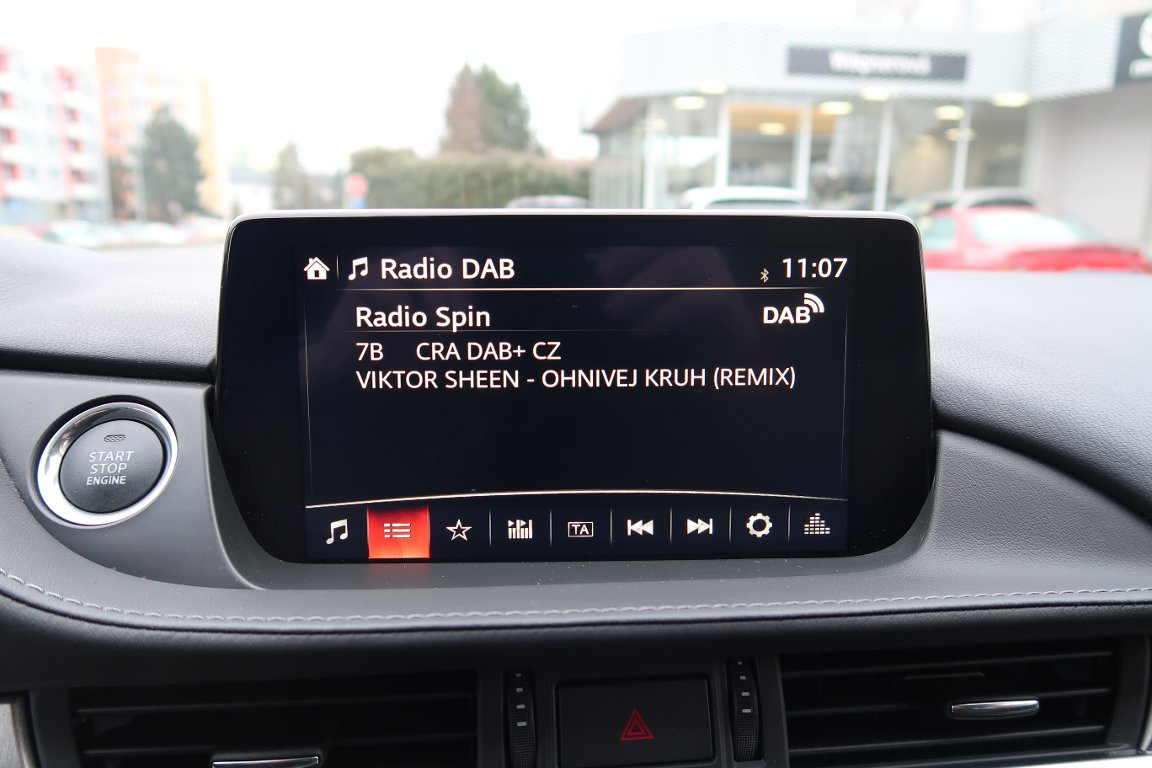 Wágnerová
Radio DAB
11:07
Radio Spin
DAB
7B CRA DAB+ CZ
VIKTOR SHEEN - OHNIVEJ KRUH (REMIX)
TA
START
STOP
ENGINE